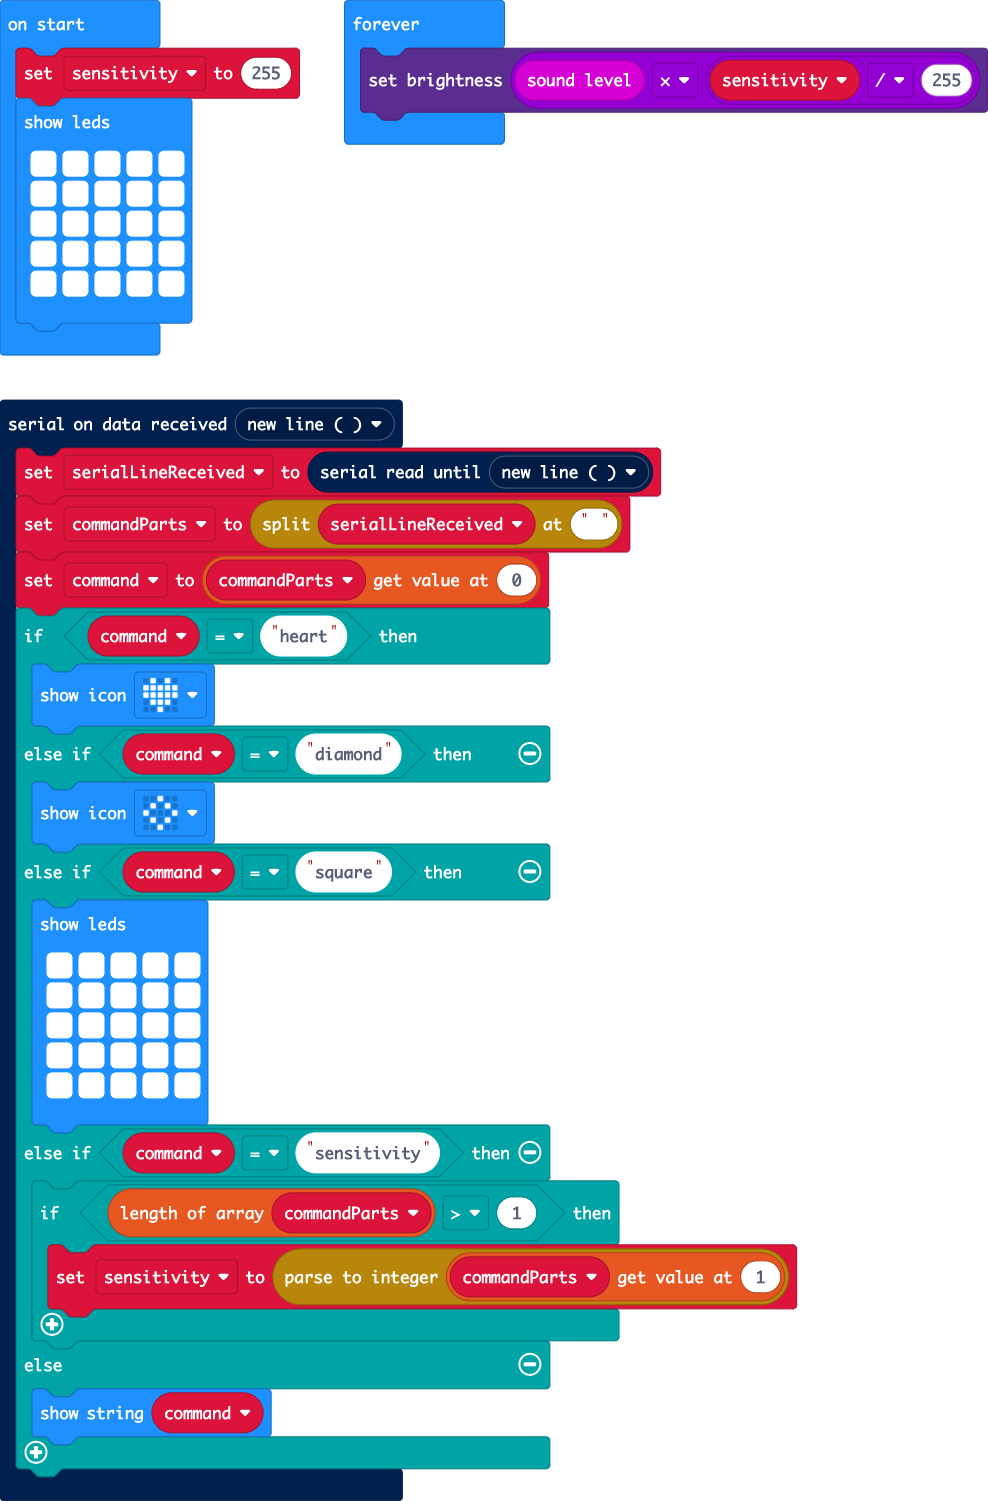 on start
set sensitivity to 255
show leds
forever
set brightness sound level × sensitivity / 255
serial on data received new line ( )
set serialLineReceived to serial read until new line ( )
set commandParts to split serialLineReceived at " "
set command to commandParts get value at 0
if command = "heart" then
show icon
else if command = "diamond" then
show icon
else if command = "square" then
show leds
else if command = "sensitivity" then
if length of array commandParts > 1 then
set sensitivity to parse to integer commandParts get value at 1
else
show string command